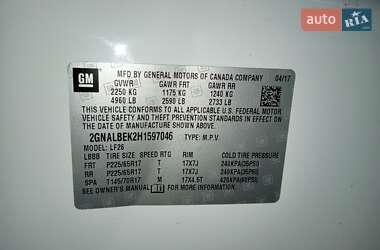 auto RIA.com
GM
MFD BY GENERAL MOTORS OF CANADA COMPANY 04/17
GVWR GAWR FRT GAWR RR
2250 KG 1175 KG 1240 KG
4960 LB 2590 LB 2733 LB
THIS VEHICLE CONFORMS TO ALL APPLICABLE U.S. FEDERAL MOTOR
VEHICLE SAFETY AND THEFT PREVENTION STANDARDS IN EFFECT
ON THE DATE OF MANUFACTURE SHOWN ABOVE.
2GNALBEK2H1597046 TYPE: M.P.V.
MODEL: LF26
TIRE SIZE SPEED RTG RIM COLD TIRE PRESSURE
FRT P225/65R17 T 17X7J 240KPA(35PSI)
RR P225/65R17 T 17X7J 240KPA(35PSI)
SPA T145/70R17 M 17X4.5T 420KPA(60PSI)
SEE OWNER'S MANUAL FOR MORE INFORMATION.